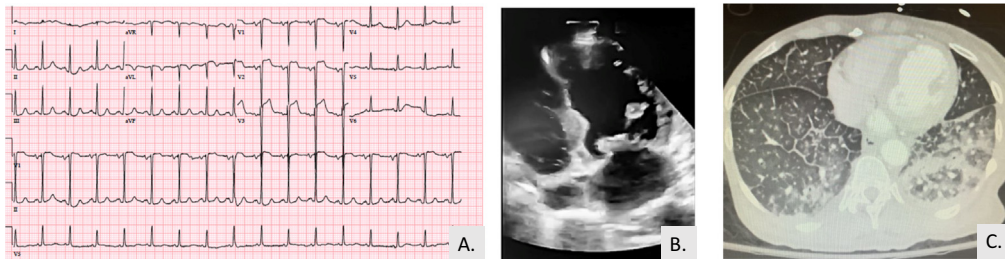 I aVR V1 V4
II aVL V2 V5
III aVF V3 V6
V1
II
V5
A.
B.
C.